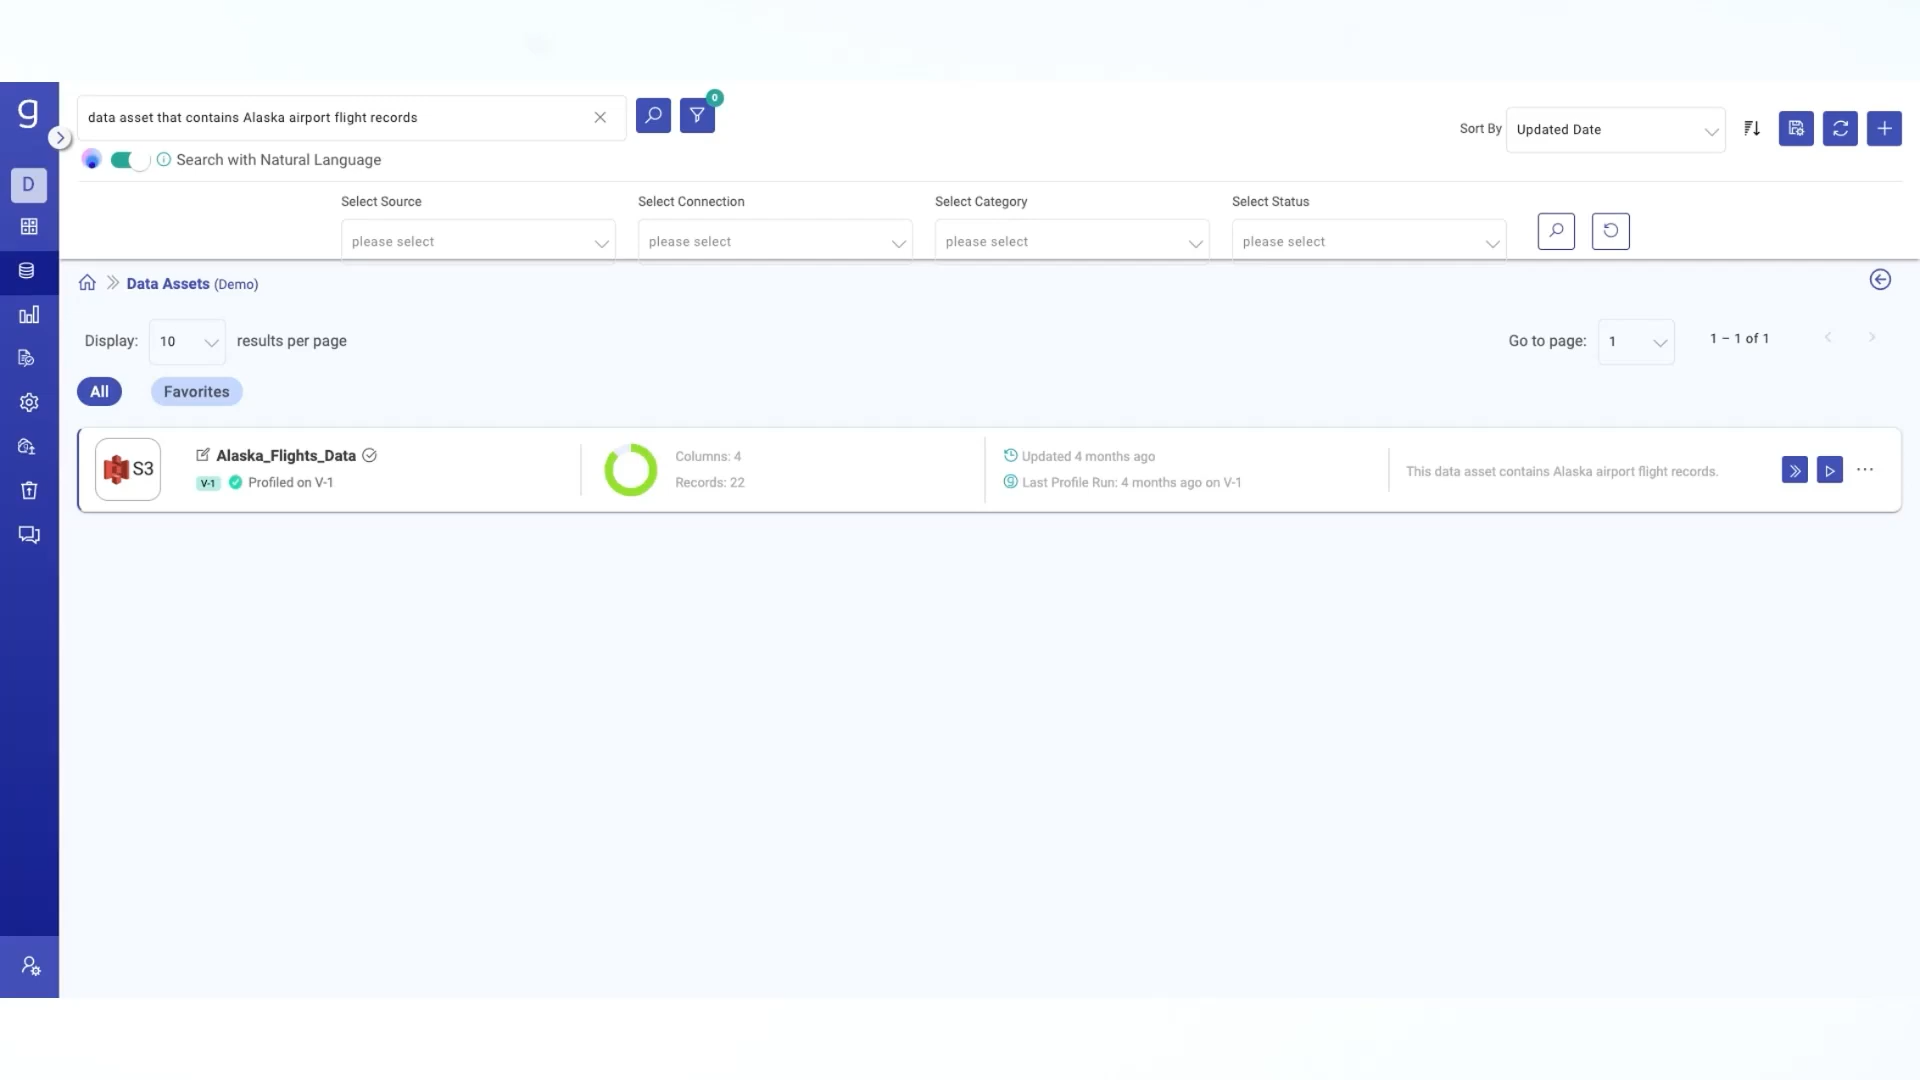 g
data asset that contains Alaska airport flight records
0
Sort By
Updated Date
Search with Natural Language
D
Select Source
Select Connection
Select Category
Select Status
please select
please select
please select
please select
Data Assets (Demo)
Display:
10
results per page
Go to page:
1
1 – 1 of 1
All
Favorites
S3
Alaska_Flights_Data
V-1
Profiled on V-1
Columns: 4
Records: 22
Updated 4 months ago
Last Profile Run: 4 months ago on V-1
This data asset contains Alaska airport flight records.